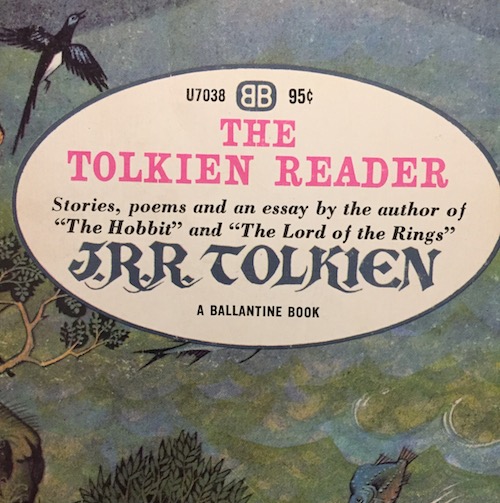 U7038 BB 95¢
THE
TOLKIEN READER
Stories, poems and an essay by the author of
“The Hobbit” and “The Lord of the Rings”
J.R.R. TOLKIEN
A BALLANTINE BOOK